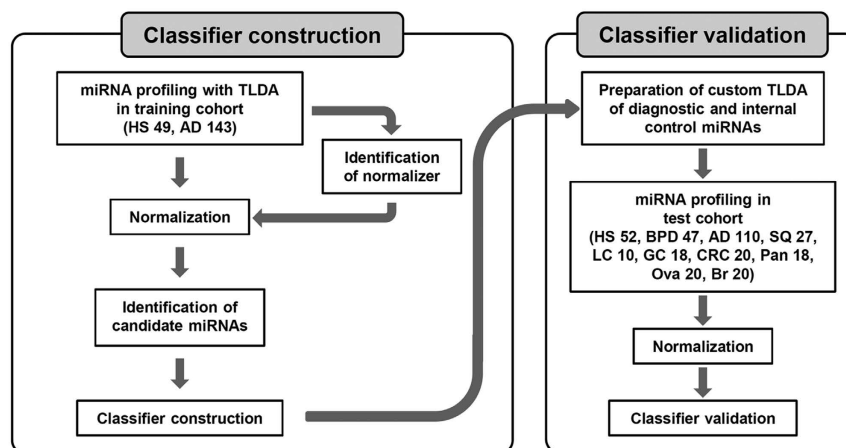 Classifier construction
miRNA profiling with TLDA
in training cohort
(HS 49, AD 143)
Identification
of normalizer
Normalization
Identification of
candidate miRNAs
Classifier construction
Classifier validation
Preparation of custom TLDA
of diagnostic and internal
control miRNAs
miRNA profiling in
test cohort
(HS 52, BPD 47, AD 110, SQ 27,
LC 10, GC 18, CRC 20, Pan 18,
Ova 20, Br 20)
Normalization
Classifier validation